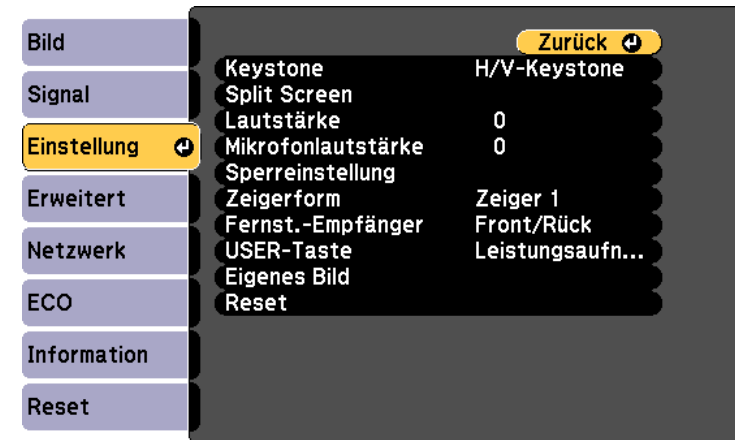 Bild
Signal
Einstellung
Erweitert
Netzwerk
ECO
Information
Reset
Zurück
Keystone H/V-Keystone
Split Screen
Lautstärke 0
Mikrofonlautstärke 0
Sperreinstellung
Zeigerform Zeiger 1
Fernst.-Empfänger Front/Rück
USER-Taste Leistungsaufn...
Eigenes Bild
Reset